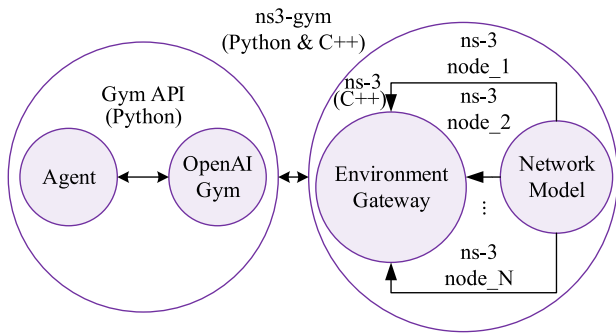 ns3-gym
(Python & C++)
Gym API
(Python)
Agent
OpenAI
Gym
ns-3
(C++)
Environment
Gateway
ns-3
node_1
ns-3
node_2
...
ns-3
node_N
Network
Model